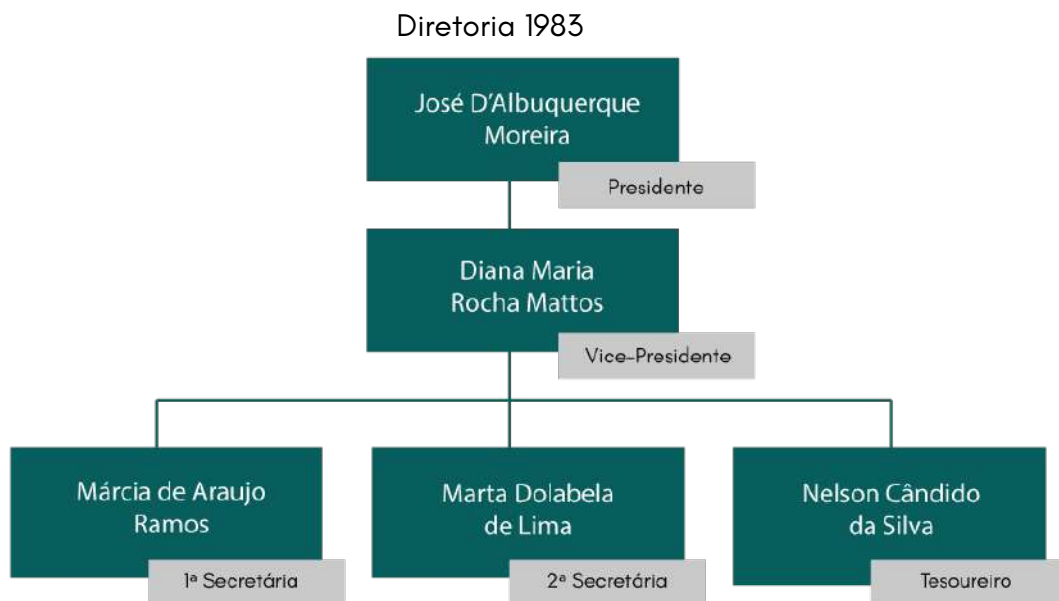 Diretoria 1983
José D'Albuquerque
Moreira
Presidente
Diana Maria
Rocha Mattos
Vice-Presidente
Márcia de Araujo
Ramos
1ª Secretária
Marta Dolabela
de Lima
2ª Secretária
Nelson Cândido
da Silva
Tesoureiro